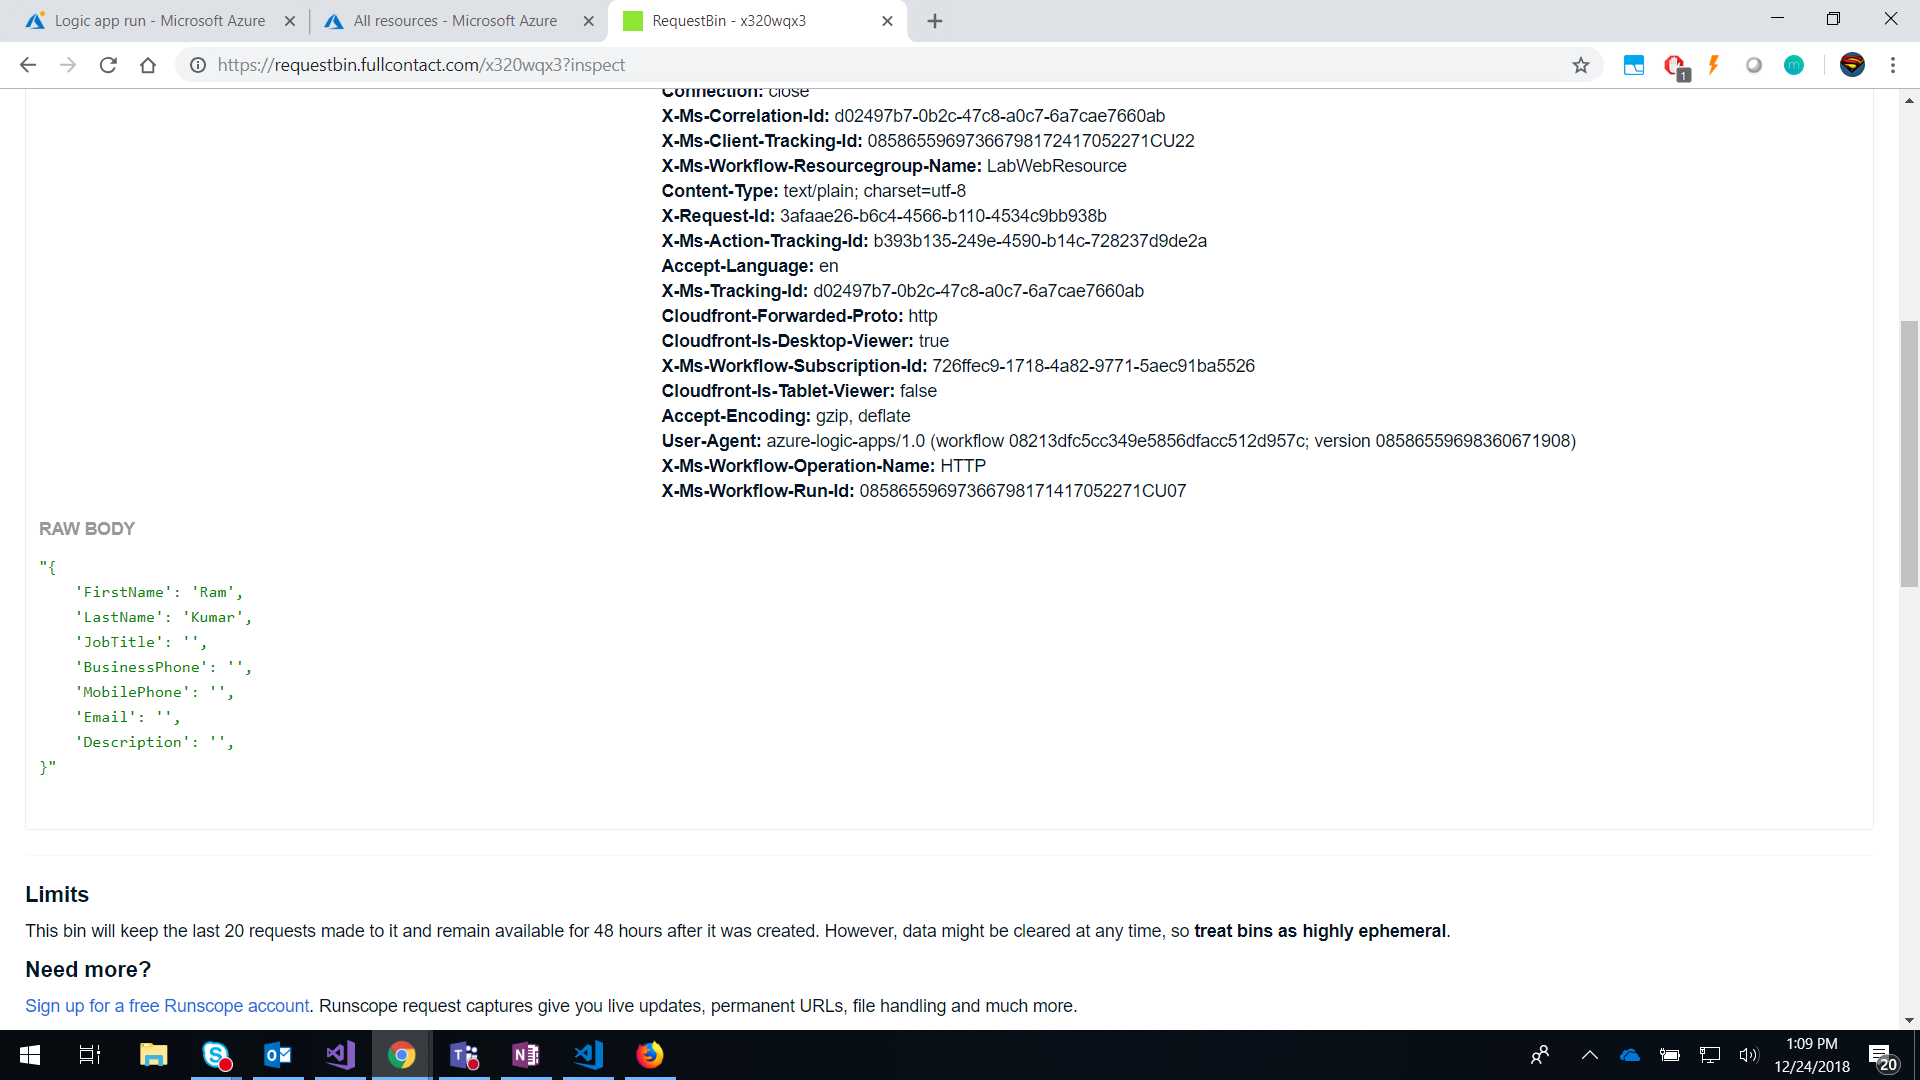 Logic app run - Microsoft Azure
All resources - Microsoft Azure
RequestBin - x320wqx3
https://requestbin.fullcontact.com/x320wqx3?inspect
1
m
Connection: close
X-Ms-Correlation-Id: d02497b7-0b2c-47c8-a0c7-6a7cae7660ab
X-Ms-Client-Tracking-Id: 08586559697366798172417052271CU22
X-Ms-Workflow-Resourcegroup-Name: LabWebResource
Content-Type: text/plain; charset=utf-8
X-Request-Id: 3afaae26-b6c4-4566-b110-4534c9bb938b
X-Ms-Action-Tracking-Id: b393b135-249e-4590-b14c-728237d9de2a
Accept-Language: en
X-Ms-Tracking-Id: d02497b7-0b2c-47c8-a0c7-6a7cae7660ab
Cloudfront-Forwarded-Proto: http
Cloudfront-Is-Desktop-Viewer: true
X-Ms-Workflow-Subscription-Id: 726ffec9-1718-4a82-9771-5aec91ba5526
Cloudfront-Is-Tablet-Viewer: false
Accept-Encoding: gzip, deflate
User-Agent: azure-logic-apps/1.0 (workflow 08213dfc5cc349e5856dfacc512d957c; version 08586559698360671908)
X-Ms-Workflow-Operation-Name: HTTP
X-Ms-Workflow-Run-Id: 08586559697366798171417052271CU07
RAW BODY
"{
    'FirstName': 'Ram',
    'LastName': 'Kumar',
    'JobTitle': '',
    'BusinessPhone': '',
    'MobilePhone': '',
    'Email': '',
    'Description': '',
}"
Limits
This bin will keep the last 20 requests made to it and remain available for 48 hours after it was created. However, data might be cleared at any time, so treat bins as highly ephemeral.
Need more?
Sign up for a free Runscope account. Runscope request captures give you live updates, permanent URLs, file handling and much more.
1:09 PM
12/24/2018
20